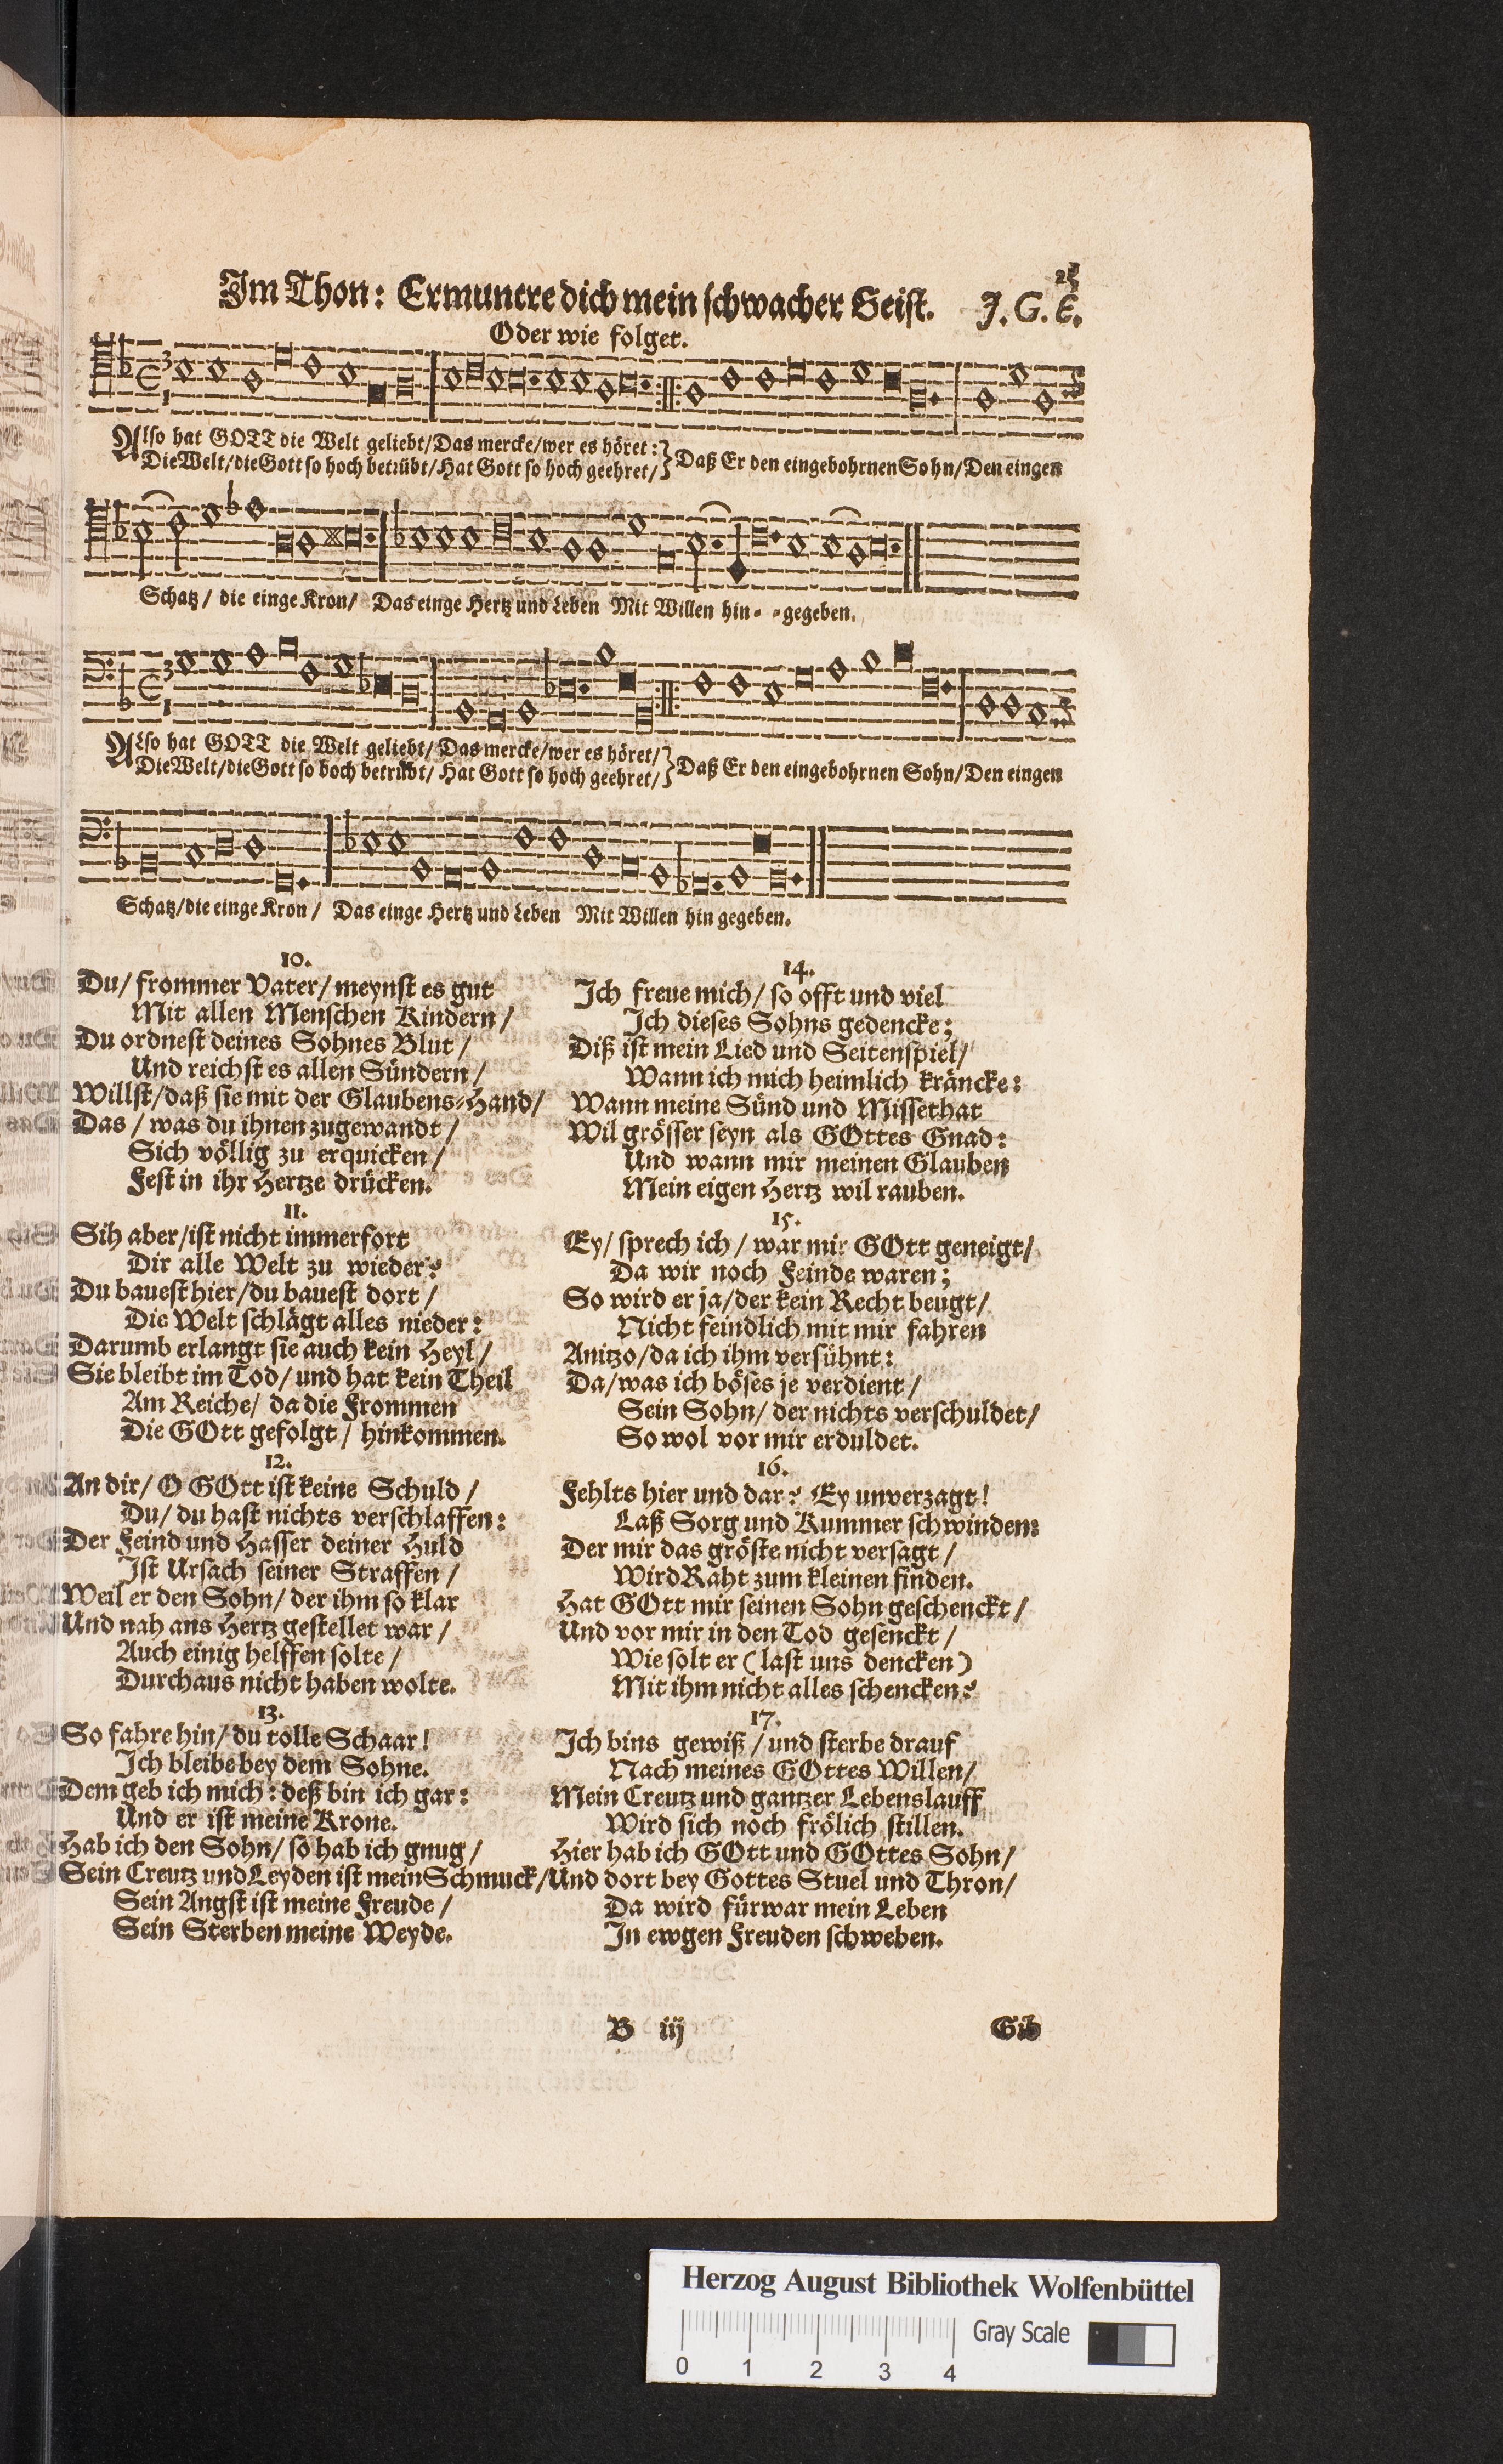 Im Thon: Ermuntre dich mein schwacher Geist. J. G. E.
Oder wie folget.
Also hat GOTT die Welt geliebt/ Das mercke/ wer es höret:
Die Welt/ die Gott so hoch betrübt/ Hat Gott so hoch geehret/
Daß Er den eingebohrnen Sohn/ Den eingen
Schatz/ die einge Kron/ Das einge Hertz und Leben Mit Willen hin- -gegeben.
Also hat GOTT die Welt geliebt/ Das mercke/ wer es höret/
Die Welt/ die Gott so hoch betrübt/ Hat Gott so hoch geehret/
Daß Er den eingebohrnen Sohn/ Den eingen
Schatz/ die einge Kron/ Das einge Hertz und Leben Mit Willen hin gegeben.
10.
Du/ frommer Vater/ meynst es gut
Mit allen Menschen Kindern/
Du ordnest deines Sohnes Blut/
Und reichst es allen Sündern/
Willst/ daß sie mit der Glaubens-Hand/
Das/ was du ihnen zugewandt/
Sich völlig zu erquicken/
Fest in ihr Hertze drücken.
11.
Sih aber/ ist nicht immerfort
Dir alle Welt zu wieder?
Du bauest hier/ du bauest dort/
Die Welt schlägt alles nieder:
Darumb erlangt sie auch kein Heyl/
Sie bleibt im Tod/ und hat kein Theil
Am Reiche/ da die Frommen
Die GOtt gefolgt/ hinkommen.
12.
An dir/ O GOtt ist keine Schuld/
Du/ du hast nichts verschlaffen:
Der Feind und Hasser deiner Huld
Ist Ursach seiner Straffen/
Weil er den Sohn/ der ihm so klar
Und nah ans Hertz gestellet war/
Auch einig helffen solte/
Durchaus nicht haben wolte.
13.
So fahre hin/ du tolle Schaar!
Ich bleibe bey dem Sohne.
Dem geb ich mich: deß bin ich gar:
Und er ist meine Krone.
Hab ich den Sohn/ so hab ich gnug/
Sein Creutz und Leyden ist mein Schmuck/
Sein Angst ist meine Freude/
Sein Sterben meine Weyde.
14.
Ich freue mich/ so offt und viel
Ich dieses Sohns gedencke;
Diß ist mein Lied und Seitenspiel/
Wann ich mich heimlich kräncke:
Wann meine Sünd und Missethat
Wil grösser seyn als GOttes Gnad:
Und wann mir meinen Glauben
Mein eigen Hertz wil rauben.
15.
Ey/ sprech ich/ war mir GOtt geneigt/
Da wir noch Feinde waren;
So wird er ja/ der kein Recht beugt/
Nicht feindlich mit mir fahren
Anitzo/ da ich ihm versühnt:
Da/ was ich böses je verdient/
Sein Sohn/ der nichts verschuldet/
So wol vor mir erduldet.
16.
Fehlts hier und dar? Ey unverzagt!
Laß Sorg und Kummer schwinden:
Der mir das gröste nicht versagt/
Wird Raht zum kleinen finden.
Hat GOtt mir seinen Sohn geschenckt/
Und vor mir in den Tod gesenckt/
Wie solt er (last uns dencken)
Mit ihm nicht alles schencken?
17.
Ich bins gewiß/ und sterbe drauf
Nach meines GOttes Willen/
Mein Creutz und gantzer Lebenslauff
Wird sich noch frölich stillen.
Hier hab ich GOtt und GOttes Sohn/
Und dort bey Gottes Stuel und Thron/
Da wird fürwar mein Leben
In ewgen Freuden schweben.
B iij
Gib
Herzog August Bibliothek Wolfenbüttel
Gray Scale
0 1 2 3 4